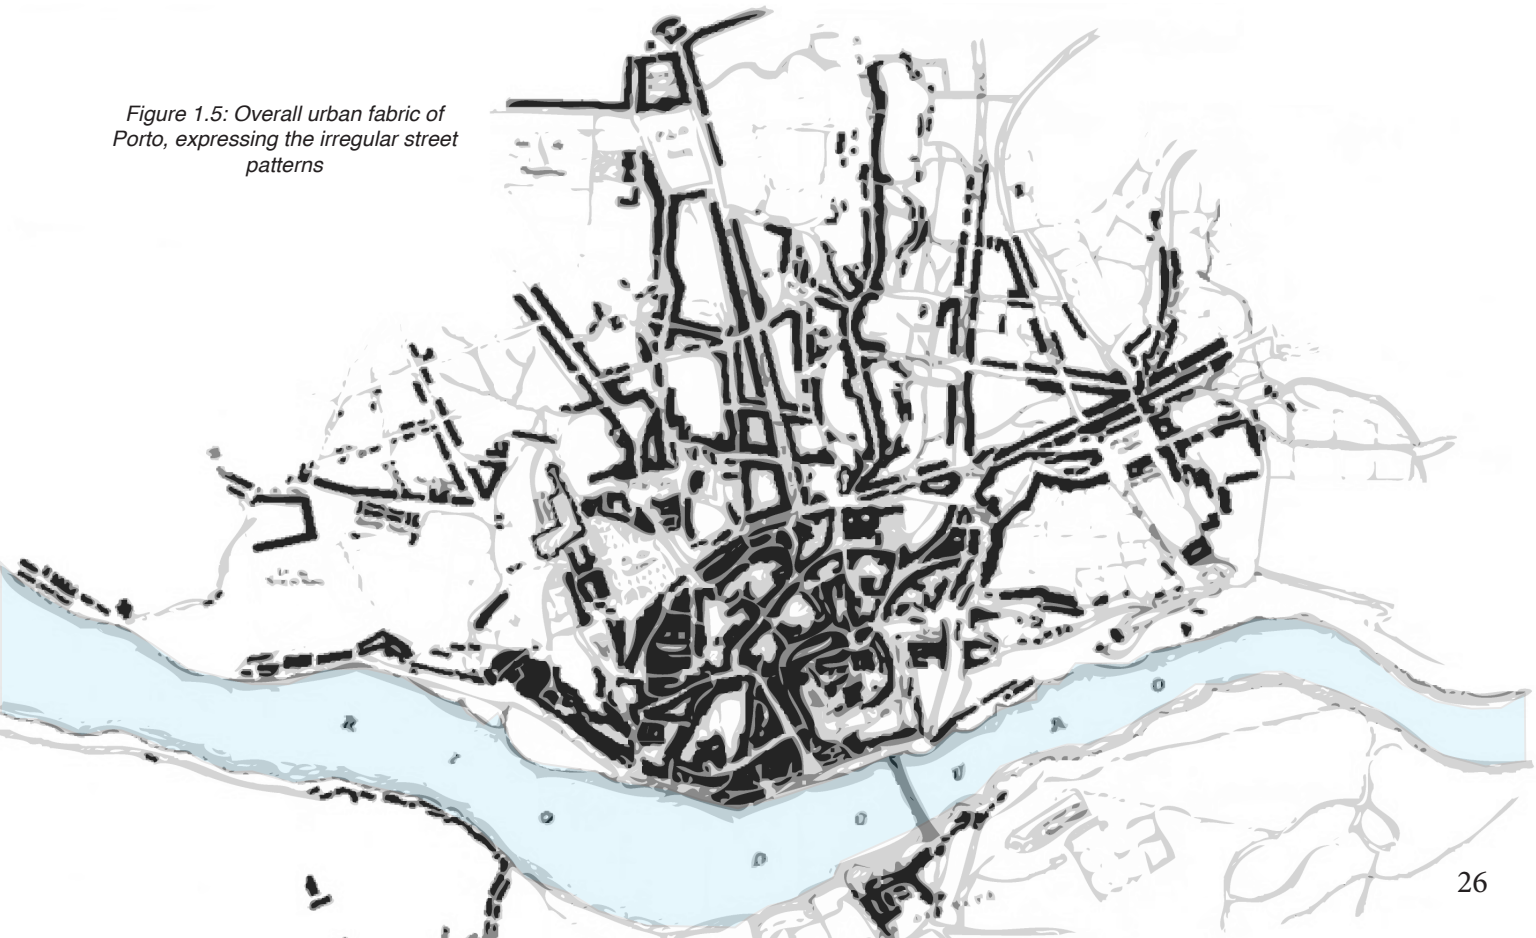 Figure 1.5: Overall urban fabric of
Porto, expressing the irregular street
patterns
R I O D O U R O
26